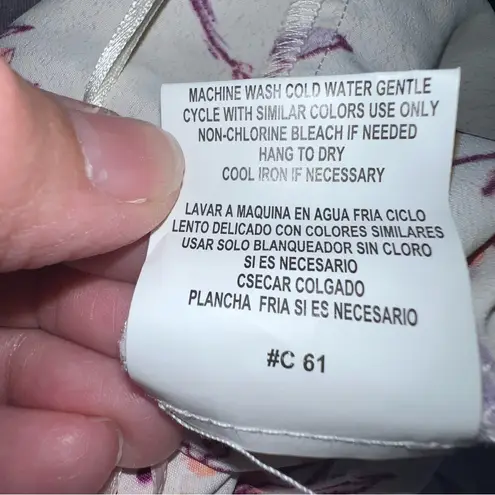 MACHINE WASH COLD WATER GENTLE
CYCLE WITH SIMILAR COLORS USE ONLY
NON-CHLORINE BLEACH IF NEEDED
HANG TO DRY
COOL IRON IF NECESSARY
LAVAR A MAQUINA EN AGUA FRIA CICLO
LENTO DELICADO CON COLORES SIMILARES
USAR SOLO BLANQUEADOR SIN CLORO
SI ES NECESARIO
CSECAR COLGADO
PLANCHA FRIA SI ES NECESARIO
#C 61